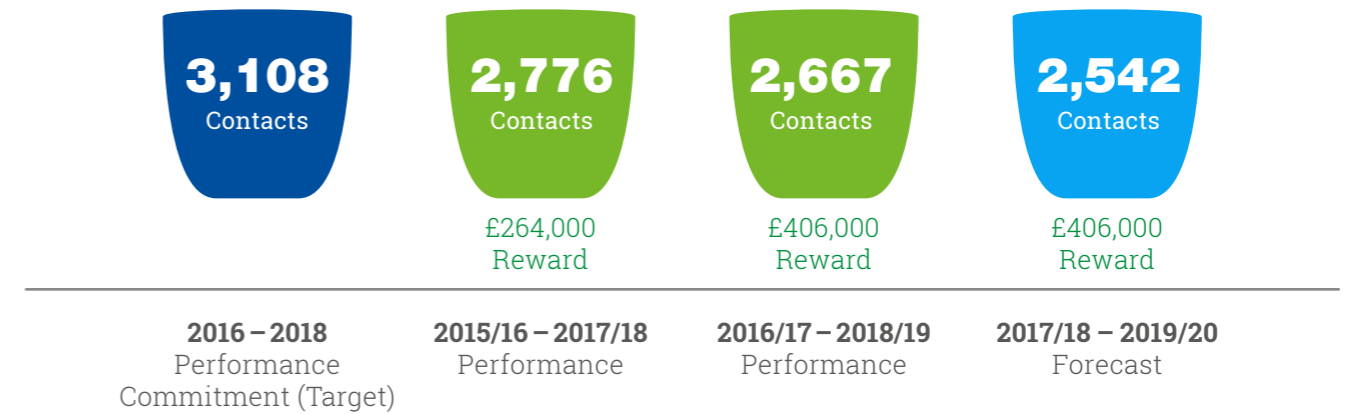 3,108
Contacts
2,776
Contacts
2,667
Contacts
2,542
Contacts
£264,000
Reward
£406,000
Reward
£406,000
Reward
2016 – 2018
Performance
Commitment (Target)
2015/16 – 2017/18
Performance
2016/17 – 2018/19
Performance
2017/18 – 2019/20
Forecast